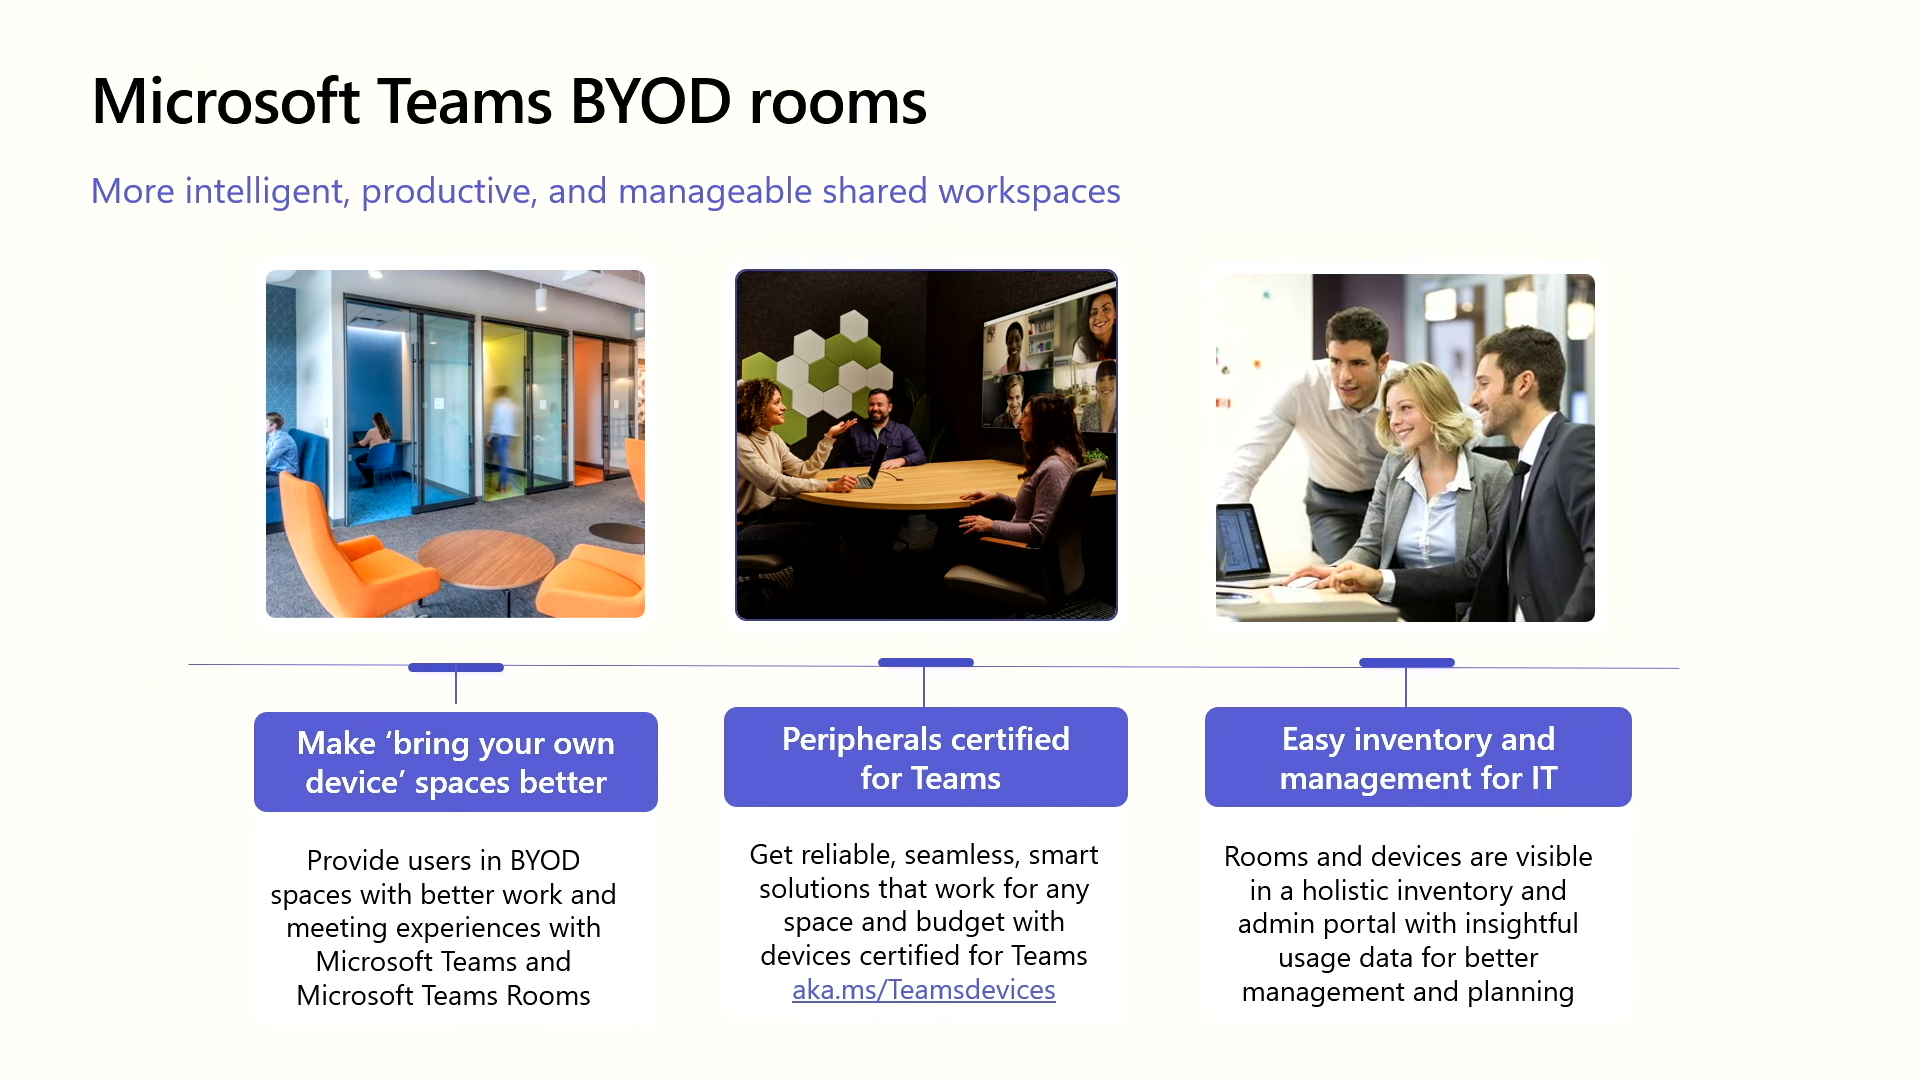 Microsoft Teams BYOD rooms
More intelligent, productive, and manageable shared workspaces
Make ‘bring your own
device’ spaces better
Provide users in BYOD
spaces with better work and
meeting experiences with
Microsoft Teams and
Microsoft Teams Rooms
Peripherals certified
for Teams
Get reliable, seamless, smart
solutions that work for any
space and budget with
devices certified for Teams
aka.ms/Teamsdevices
Easy inventory and
management for IT
Rooms and devices are visible
in a holistic inventory and
admin portal with insightful
usage data for better
management and planning